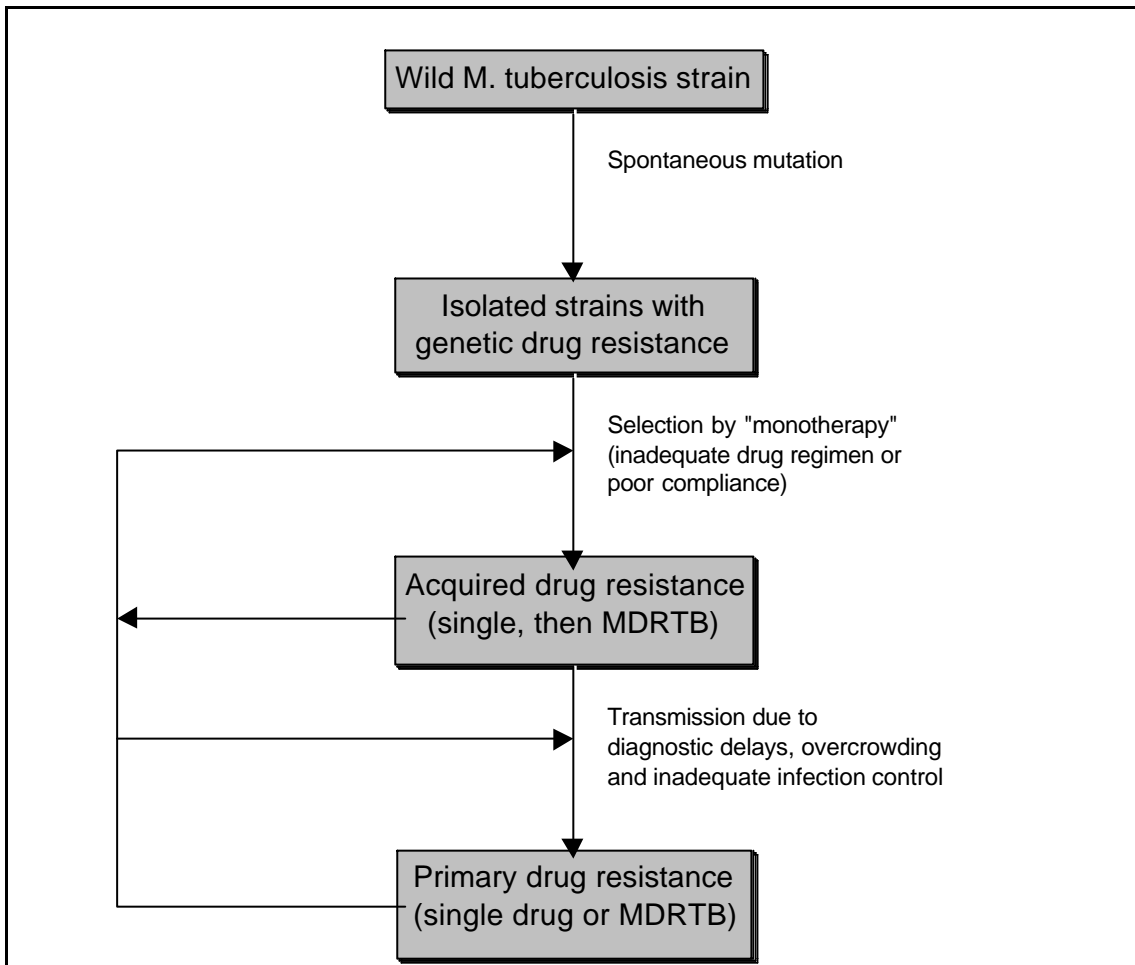 Wild M. tuberculosis strain
Spontaneous mutation
Isolated strains with
genetic drug resistance
Selection by "monotherapy"
(inadequate drug regimen or
poor compliance)
Acquired drug resistance
(single, then MDRTB)
Transmission due to
diagnostic delays, overcrowding
and inadequate infection control
Primary drug resistance
(single drug or MDRTB)